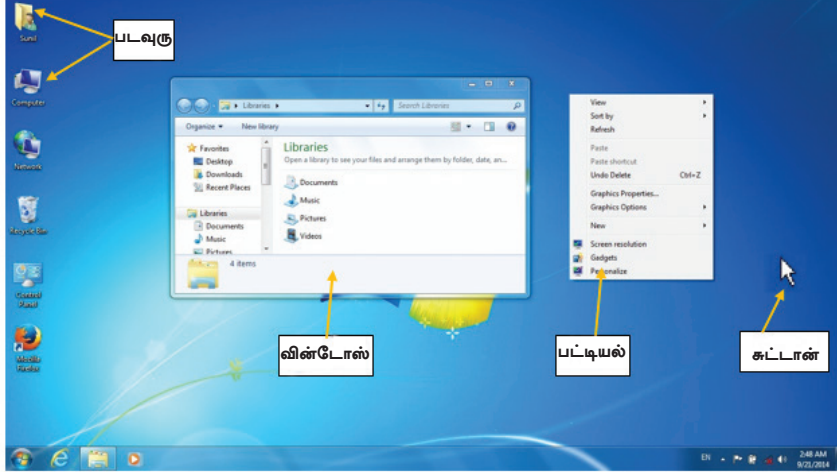 Sunil
படவுரு
Computer
Network
Recycle Bin
Control
Panel
Mozilla
Firefox
Libraries
Search Libraries
Organize
New library
Favorites
Desktop
Downloads
Recent Places
Libraries
Documents
Music
Pictures
Libraries
Open a library to see your files and arrange them by folder, date, an...
Documents
Music
Pictures
Videos
4 items
View
Sort by
Refresh
Paste
Paste shortcut
Undo Delete Ctrl+Z
Graphics Properties...
Graphics Options
New
Screen resolution
Gadgets
Personalize
வின்டோஸ்
பட்டியல்
சுட்டான்
EN
2:48 AM
9/21/2014